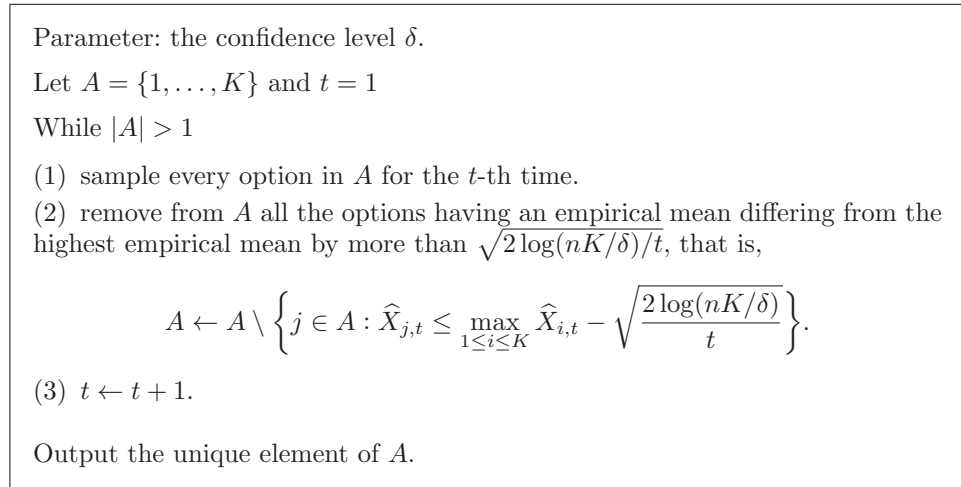 Parameter: the confidence level δ.
Let A = {1, . . . , K} and t = 1
While |A| > 1
(1) sample every option in A for the t-th time.
(2) remove from A all the options having an empirical mean differing from the
highest empirical mean by more than √(2 log(nK/δ)/t), that is,
A ← A \ { j ∈ A : X̂_{j,t} ≤ max_{1≤i≤K} X̂_{i,t} − √(2 log(nK/δ)/t) }.
(3) t ← t + 1.
Output the unique element of A.